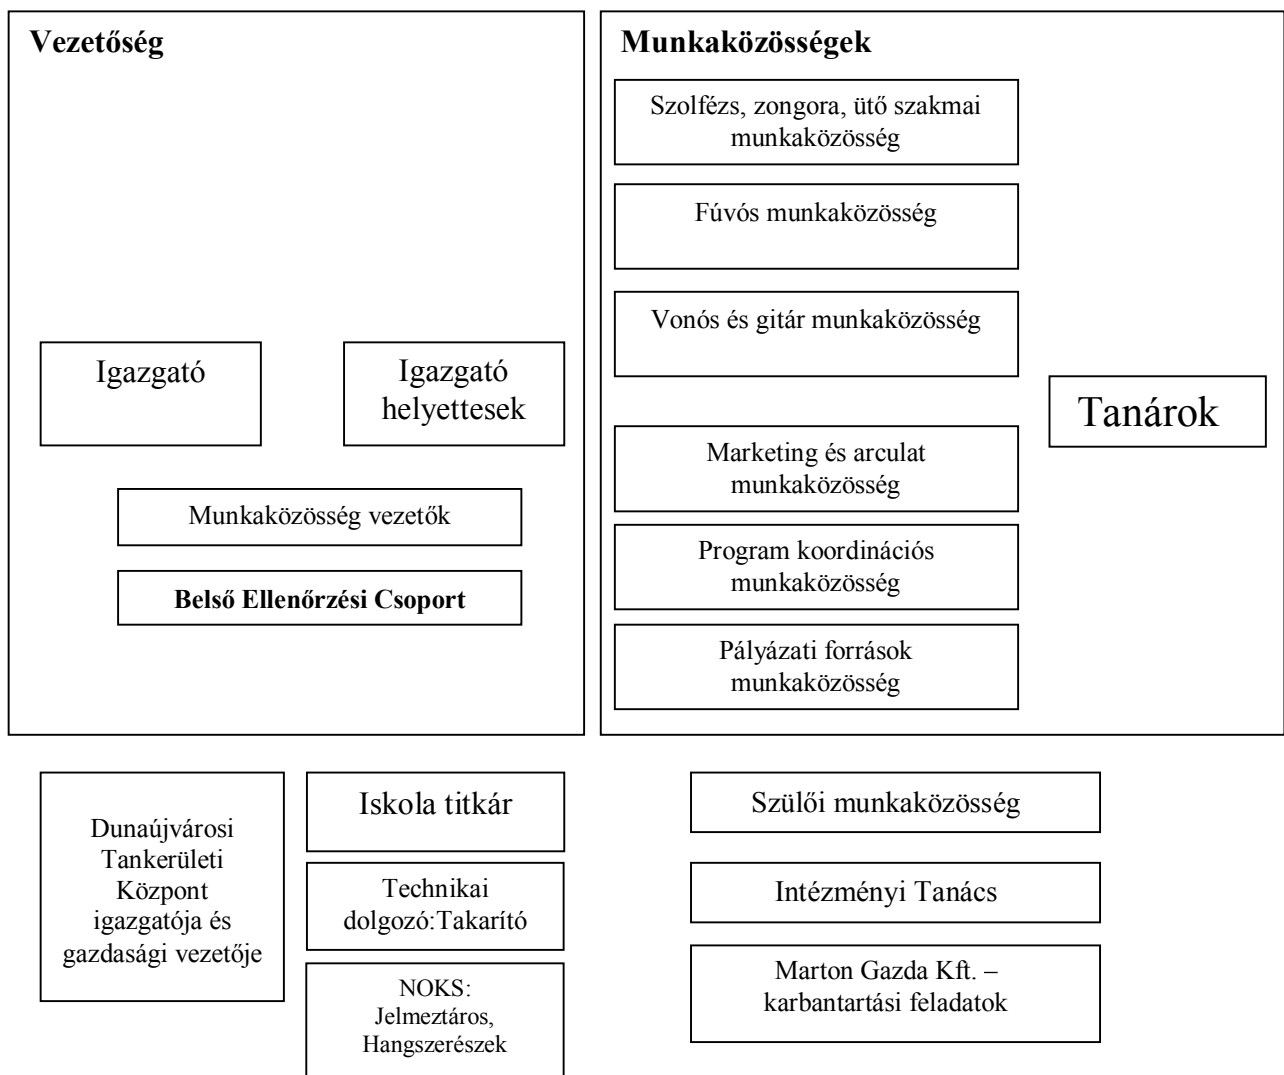 Vezetőség
Igazgató
Igazgató
helyettesek
Munkaközösség vezetők
Belső Ellenőrzési Csoport
Munkaközösségek
Szolfézs, zongora, ütő szakmai
munkaközösség
Fúvós munkaközösség
Vonós és gitár munkaközösség
Marketing és arculat
munkaközösség
Program koordinációs
munkaközösség
Pályázati források
munkaközösség
Tanárok
Dunaújvárosi
Tankerületi
Központ
igazgatója és
gazdasági vezetője
Iskola titkár
Technikai
dolgozó:Takarító
NOKS:
Jelmeztáros,
Hangszerészek
Szülői munkaközösség
Intézményi Tanács
Marton Gazda Kft. –
karbantartási feladatok